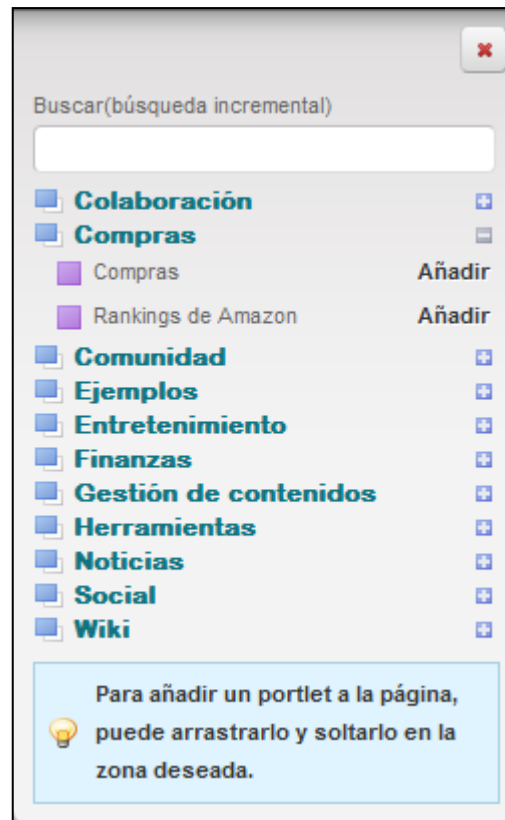 Buscar(búsqueda incremental)
Colaboración
Compras
Compras Añadir
Rankings de Amazon Añadir
Comunidad
Ejemplos
Entretenimiento
Finanzas
Gestión de contenidos
Herramientas
Noticias
Social
Wiki
Para añadir un portlet a la página,
puede arrastrarlo y soltarlo en la
zona deseada.